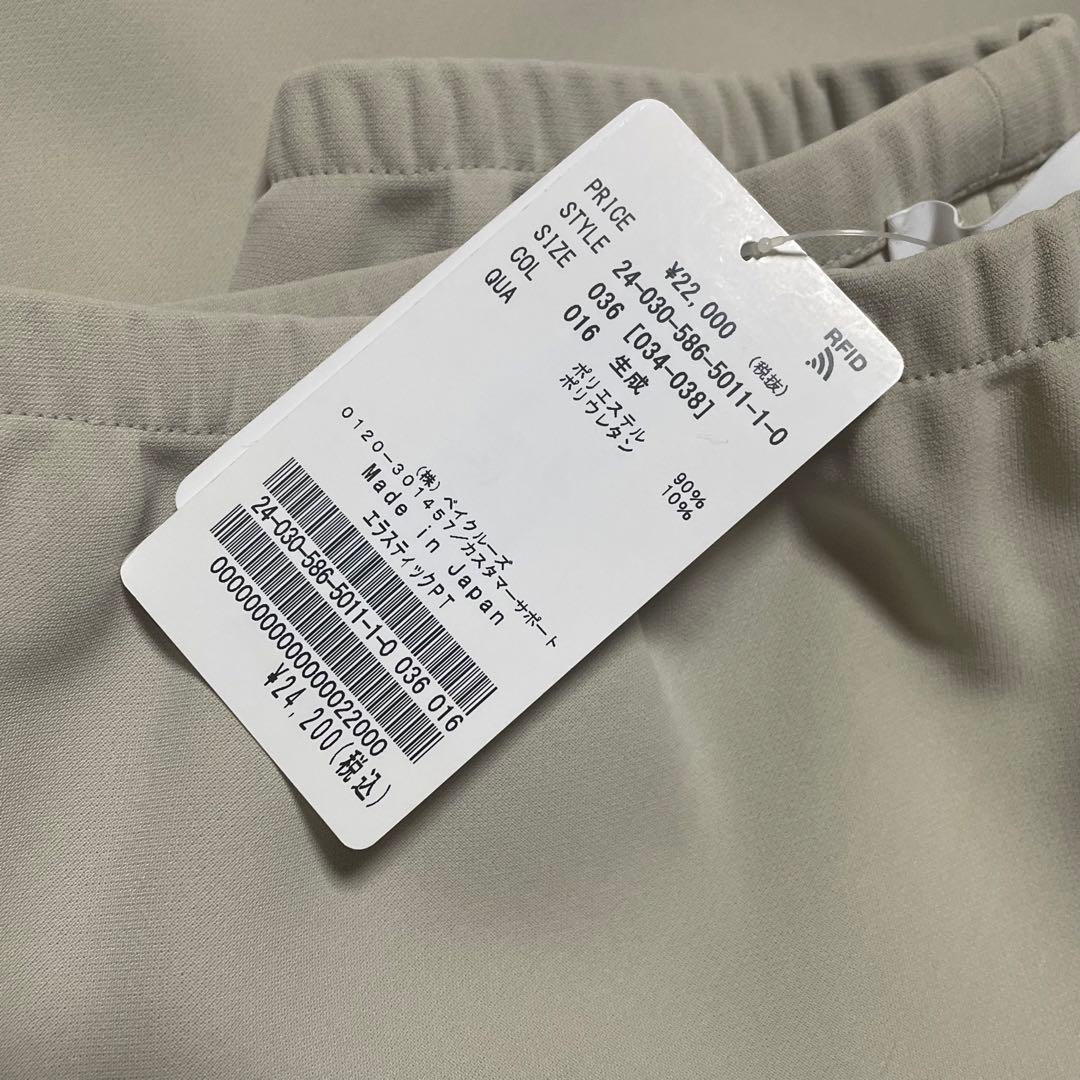 PRICE ¥22,000 (税抜)
STYLE 24-030-586-5011-1-0
SIZE 036 [034-038]
COL 016 生成
QUA ポリエステル 90%
ポリウレタン 10%
RFID
(株)ベイクルーズ
0120-301457/カスタマーサポート
Made in Japan
エラスティックPT
24-030-586-5011-1-0 036 016
0000000000000022000
¥24,200(税込)